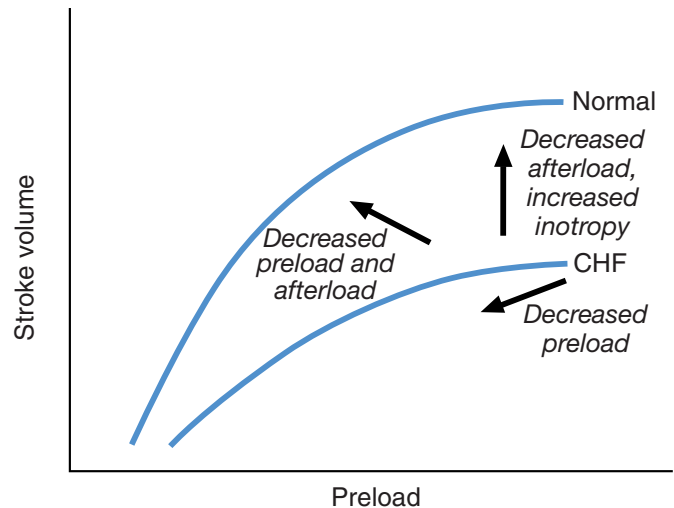 Normal
Decreased
afterload,
increased
inotropy
Decreased
preload and
afterload
CHF
Decreased
preload
Stroke volume
Preload